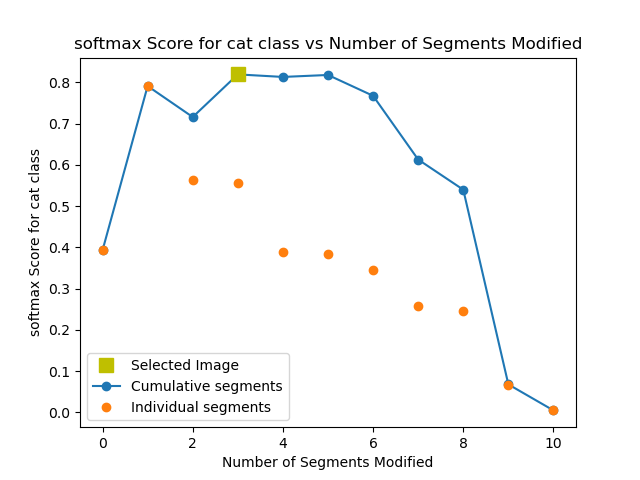 softmax Score for cat class vs Number of Segments Modified
softmax Score for cat class
0.8
0.7
0.6
0.5
0.4
0.3
0.2
0.1
0.0
Selected Image
Cumulative segments
Individual segments
0 2 4 6 8 10
Number of Segments Modified